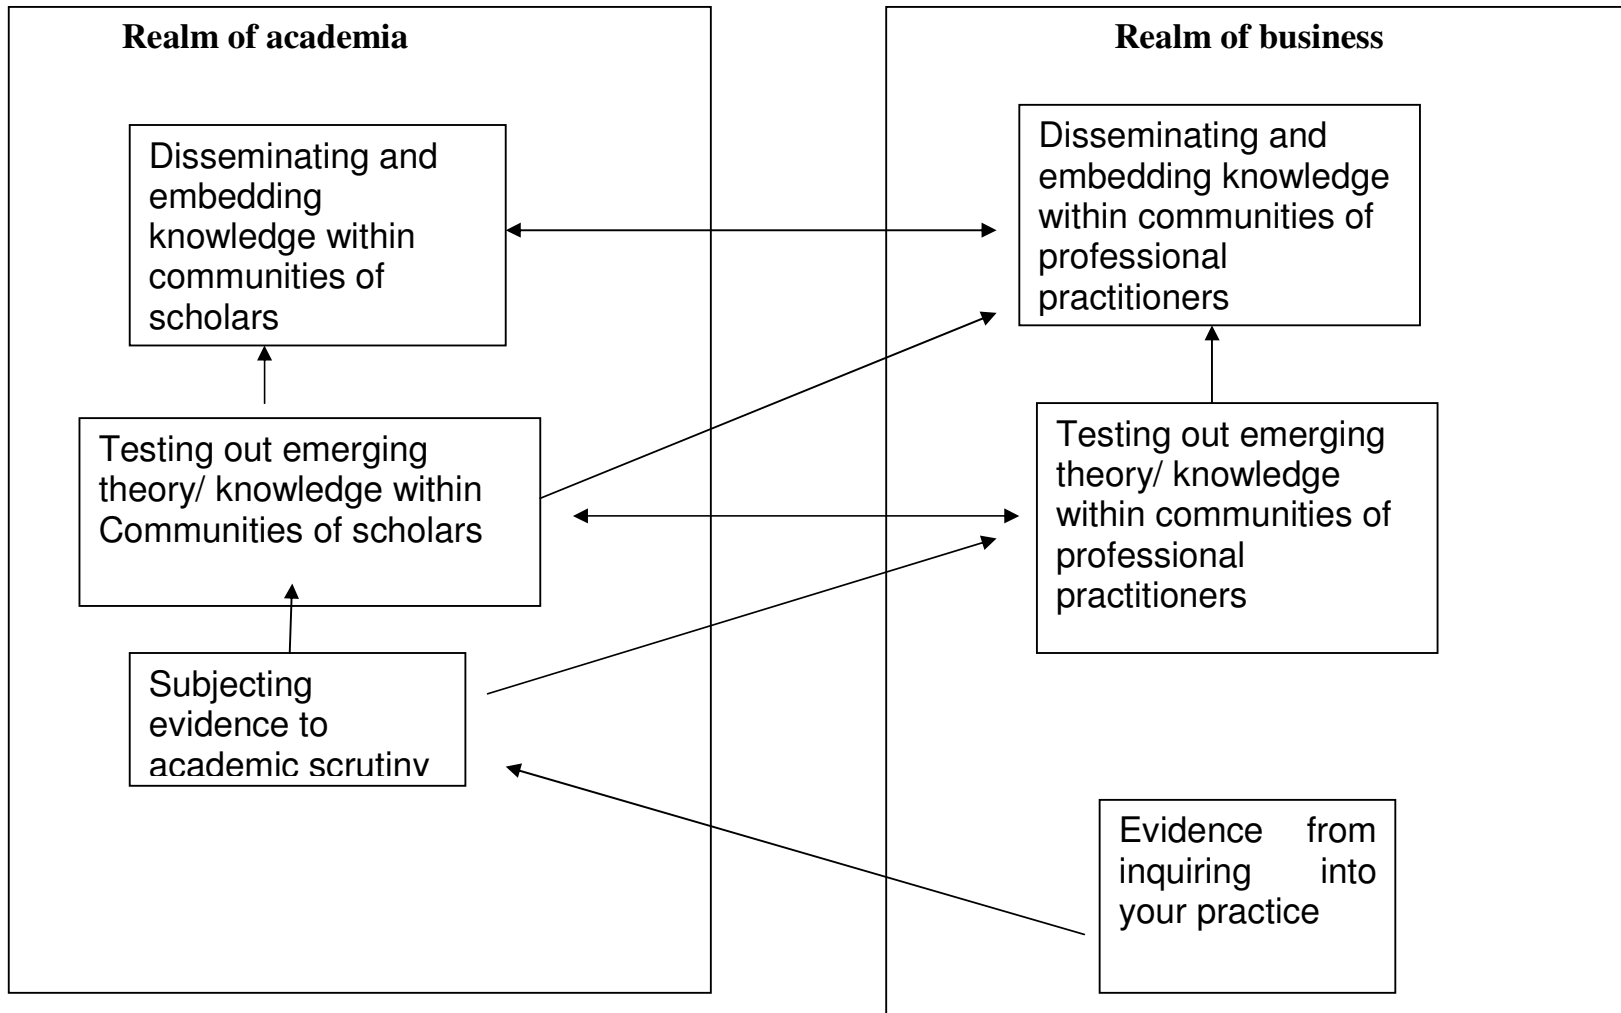 Realm of academia
Disseminating and
embedding
knowledge within
communities of
scholars
Testing out emerging
theory/ knowledge within
Communities of scholars
Subjecting
evidence to
academic scrutiny
Realm of business
Disseminating and
embedding knowledge
within communities of
professional
practitioners
Testing out emerging
theory/ knowledge
within communities of
professional
practitioners
Evidence from
inquiring into
your practice